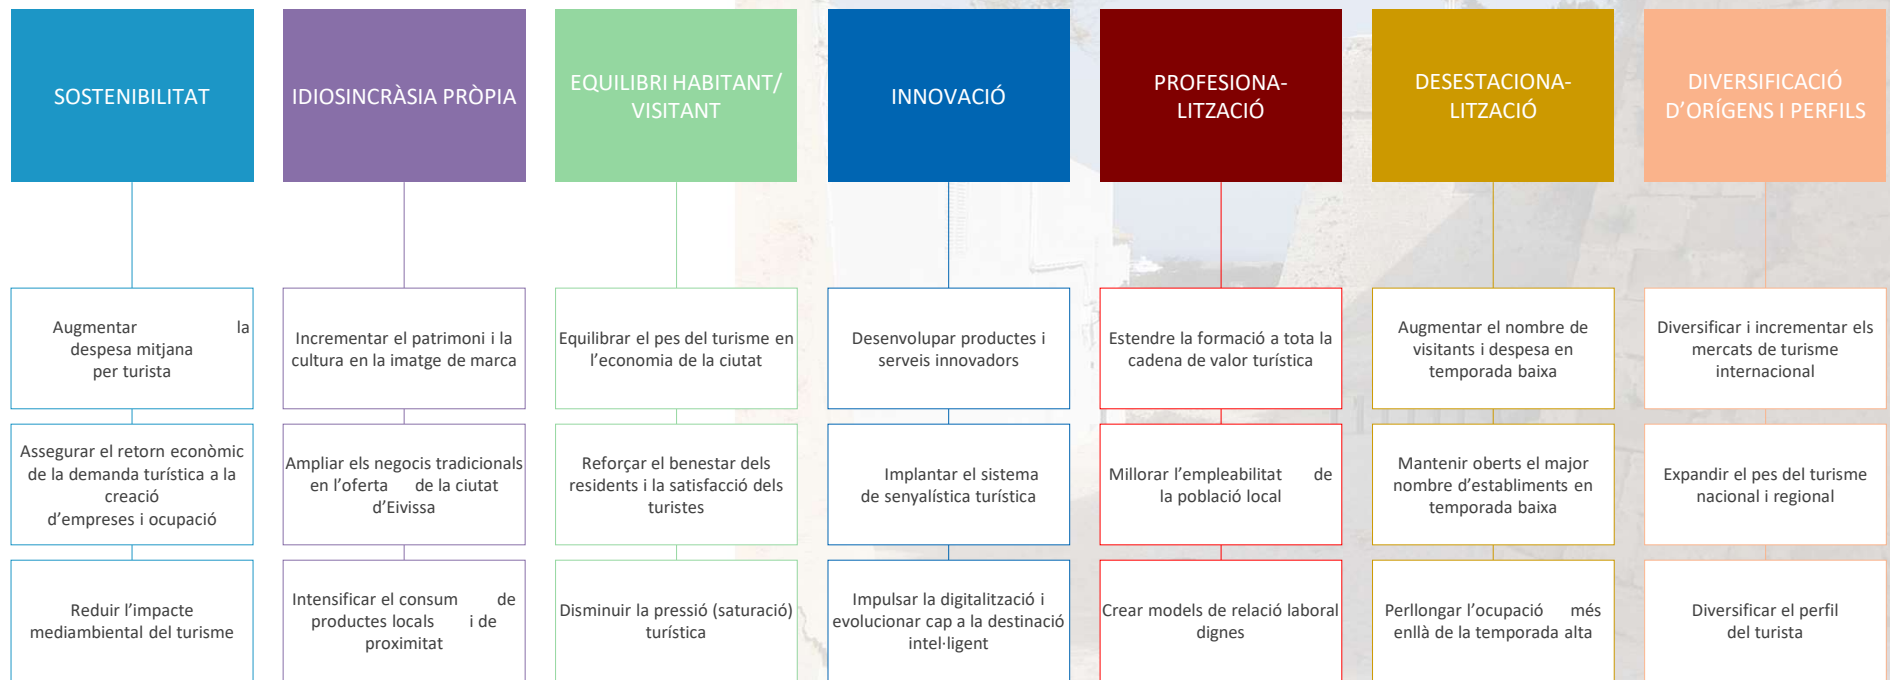 SOSTENIBILITAT
IDIOSINCRÀSIA PRÒPIA
EQUILIBRI HABITANT/
VISITANT
INNOVACIÓ
PROFESIONA-
LITZACIÓ
DESESTACIONA-
LITZACIÓ
DIVERSIFICACIÓ
D’ORÍGENS I PERFILS
Augmentar la
despesa mitjana
per turista
Incrementar el patrimoni i la
cultura en la imatge de marca
Equilibrar el pes del turisme en
l’economia de la ciutat
Desenvolupar productes i
serveis innovadors
Estendre la formació a tota la
cadena de valor turística
Augmentar el nombre de
visitants i despesa en
temporada baixa
Diversificar i incrementar els
mercats de turisme
internacional
Assegurar el retorn econòmic
de la demanda turística a la
creació
d’empreses i ocupació
Ampliar els negocis tradicionals
en l’oferta de la ciutat
d’Eivissa
Reforçar el benestar dels
residents i la satisfacció dels
turistes
Implantar el sistema
de senyalística turística
Millorar l’empleabilitat de
la població local
Mantenir oberts el major
nombre d’establiments en
temporada baixa
Expandir el pes del turisme
nacional i regional
Reduir l’impacte
mediambiental del turisme
Intensificar el consum de
productes locals i de
proximitat
Disminuir la pressió (saturació)
turística
Impulsar la digitalització i
evolucionar cap a la destinació
intel·ligent
Crear models de relació laboral
dignes
Perllongar l’ocupació més
enllà de la temporada alta
Diversificar el perfil
del turista